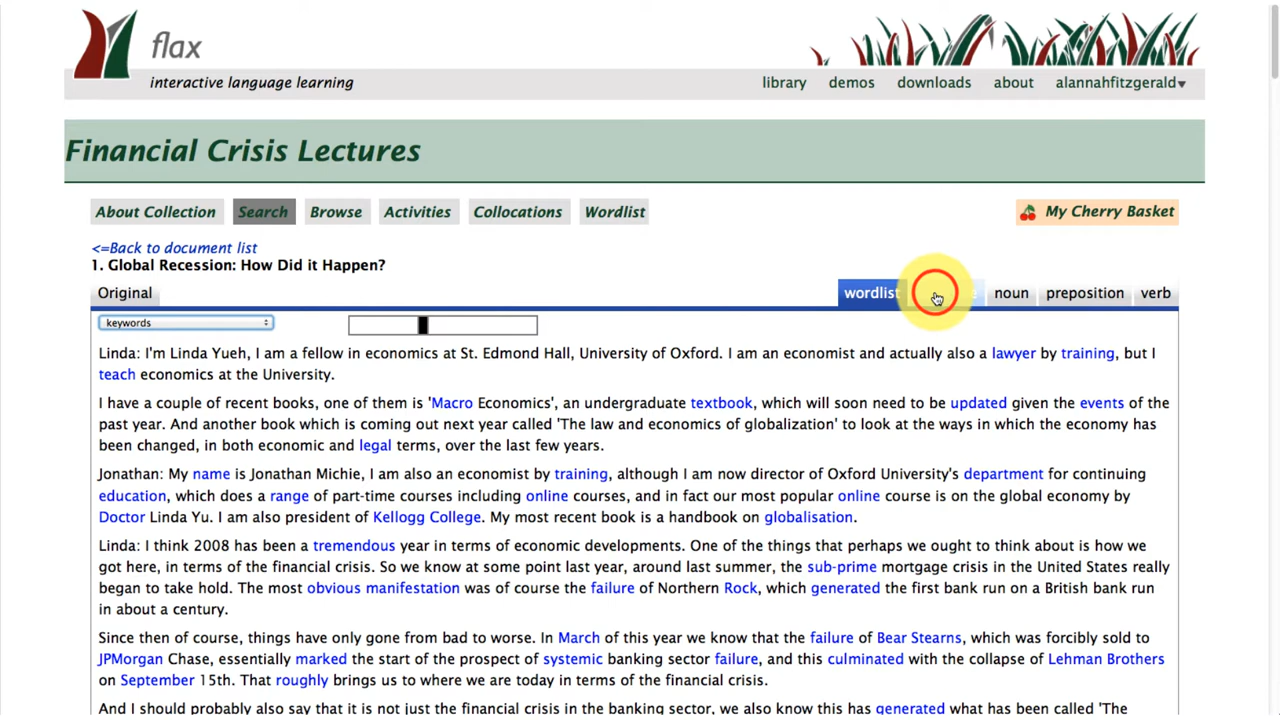 flax
interactive language learning
library demos downloads about alannahfitzgerald▾
Financial Crisis Lectures
About Collection Search Browse Activities Collocations Wordlist My Cherry Basket
<=Back to document list
1. Global Recession: How Did it Happen?
Original wordlist noun preposition verb
keywords
Linda: I'm Linda Yueh, I am a fellow in economics at St. Edmond Hall, University of Oxford. I am an economist and actually also a lawyer by training, but I
teach economics at the University.
I have a couple of recent books, one of them is 'Macro Economics', an undergraduate textbook, which will soon need to be updated given the events of the
past year. And another book which is coming out next year called 'The law and economics of globalization' to look at the ways in which the economy has
been changed, in both economic and legal terms, over the last few years.
Jonathan: My name is Jonathan Michie, I am also an economist by training, although I am now director of Oxford University's department for continuing
education, which does a range of part-time courses including online courses, and in fact our most popular online course is on the global economy by
Doctor Linda Yu. I am also president of Kellogg College. My most recent book is a handbook on globalisation.
Linda: I think 2008 has been a tremendous year in terms of economic developments. One of the things that perhaps we ought to think about is how we
got here, in terms of the financial crisis. So we know at some point last year, around last summer, the sub-prime mortgage crisis in the United States really
began to take hold. The most obvious manifestation was of course the failure of Northern Rock, which generated the first bank run on a British bank run
in about a century.
Since then of course, things have only gone from bad to worse. In March of this year we know that the failure of Bear Stearns, which was forcibly sold to
JPMorgan Chase, essentially marked the start of the prospect of systemic banking sector failure, and this culminated with the collapse of Lehman Brothers
on September 15th. That roughly brings us to where we are today in terms of the financial crisis.
And I should probably also say that it is not just the financial crisis in the banking sector, we also know this has generated what has been called 'The